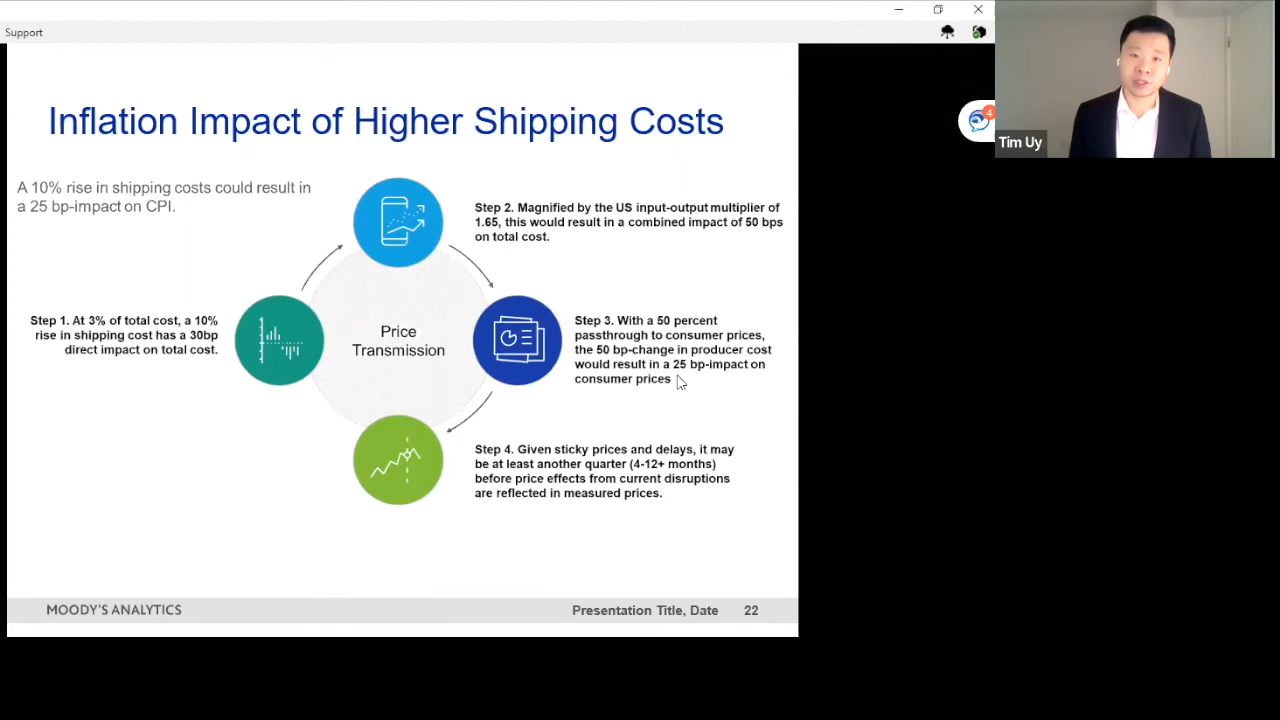 Support
4
Tim Uy
Inflation Impact of Higher Shipping Costs
A 10% rise in shipping costs could result in
a 25 bp-impact on CPI.
Step 2. Magnified by the US input-output multiplier of
1.65, this would result in a combined impact of 50 bps
on total cost.
Step 1. At 3% of total cost, a 10%
rise in shipping cost has a 30bp
direct impact on total cost.
Price
Transmission
Step 3. With a 50 percent
passthrough to consumer prices,
the 50 bp-change in producer cost
would result in a 25 bp-impact on
consumer prices
Step 4. Given sticky prices and delays, it may
be at least another quarter (4-12+ months)
before price effects from current disruptions
are reflected in measured prices.
MOODY'S ANALYTICS
Presentation Title, Date 22